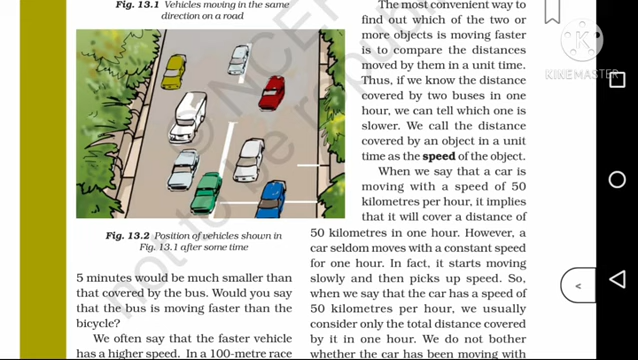 Fig. 13.1 Vehicles moving in the same
direction on a road
Fig. 13.2 Position of vehicles shown in
Fig. 13.1 after some time
5 minutes would be much smaller than
that covered by the bus. Would you say
that the bus is moving faster than the
bicycle?
We often say that the faster vehicle
has a higher speed. In a 100-metre race
The most convenient way to
find out which of the two or
more objects is moving faster
is to compare the distances
moved by them in a unit time.
Thus, if we know the distance
covered by two buses in one
hour, we can tell which one is
slower. We call the distance
covered by an object in a unit
time as the speed of the object.
When we say that a car is
moving with a speed of 50
kilometres per hour, it implies
that it will cover a distance of
50 kilometres in one hour. However, a
car seldom moves with a constant speed
for one hour. In fact, it starts moving
slowly and then picks up speed. So,
when we say that the car has a speed of
50 kilometres per hour, we usually
consider only the total distance covered
by it in one hour. We do not bother
whether the car has been moving with
KINEMASTER
not to be republished